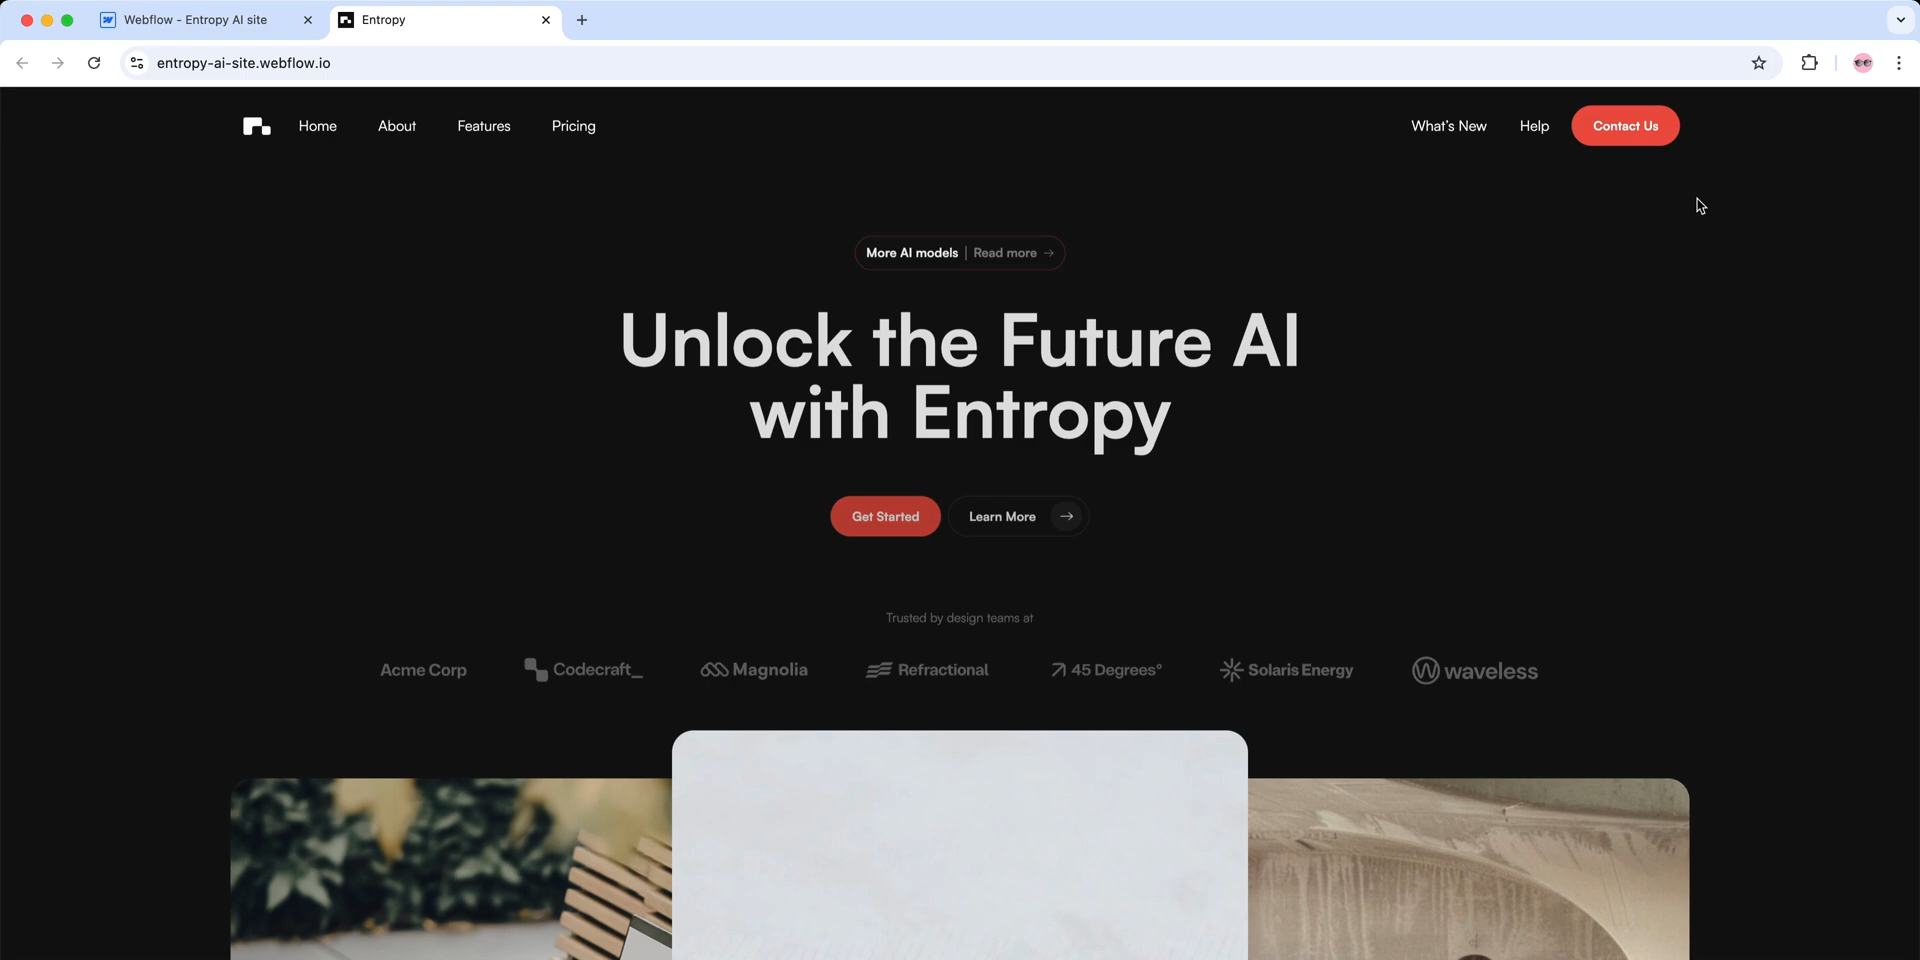 Webflow - Entropy AI site
Entropy
entropy-ai-site.webflow.io
Home About Features Pricing What's New Help Contact Us
More AI models | Read more →
Unlock the Future AI
with Entropy
Get Started Learn More →
Trusted by design teams at
Acme Corp Codecraft_ Magnolia Refractional 45 Degrees° Solaris Energy waveless